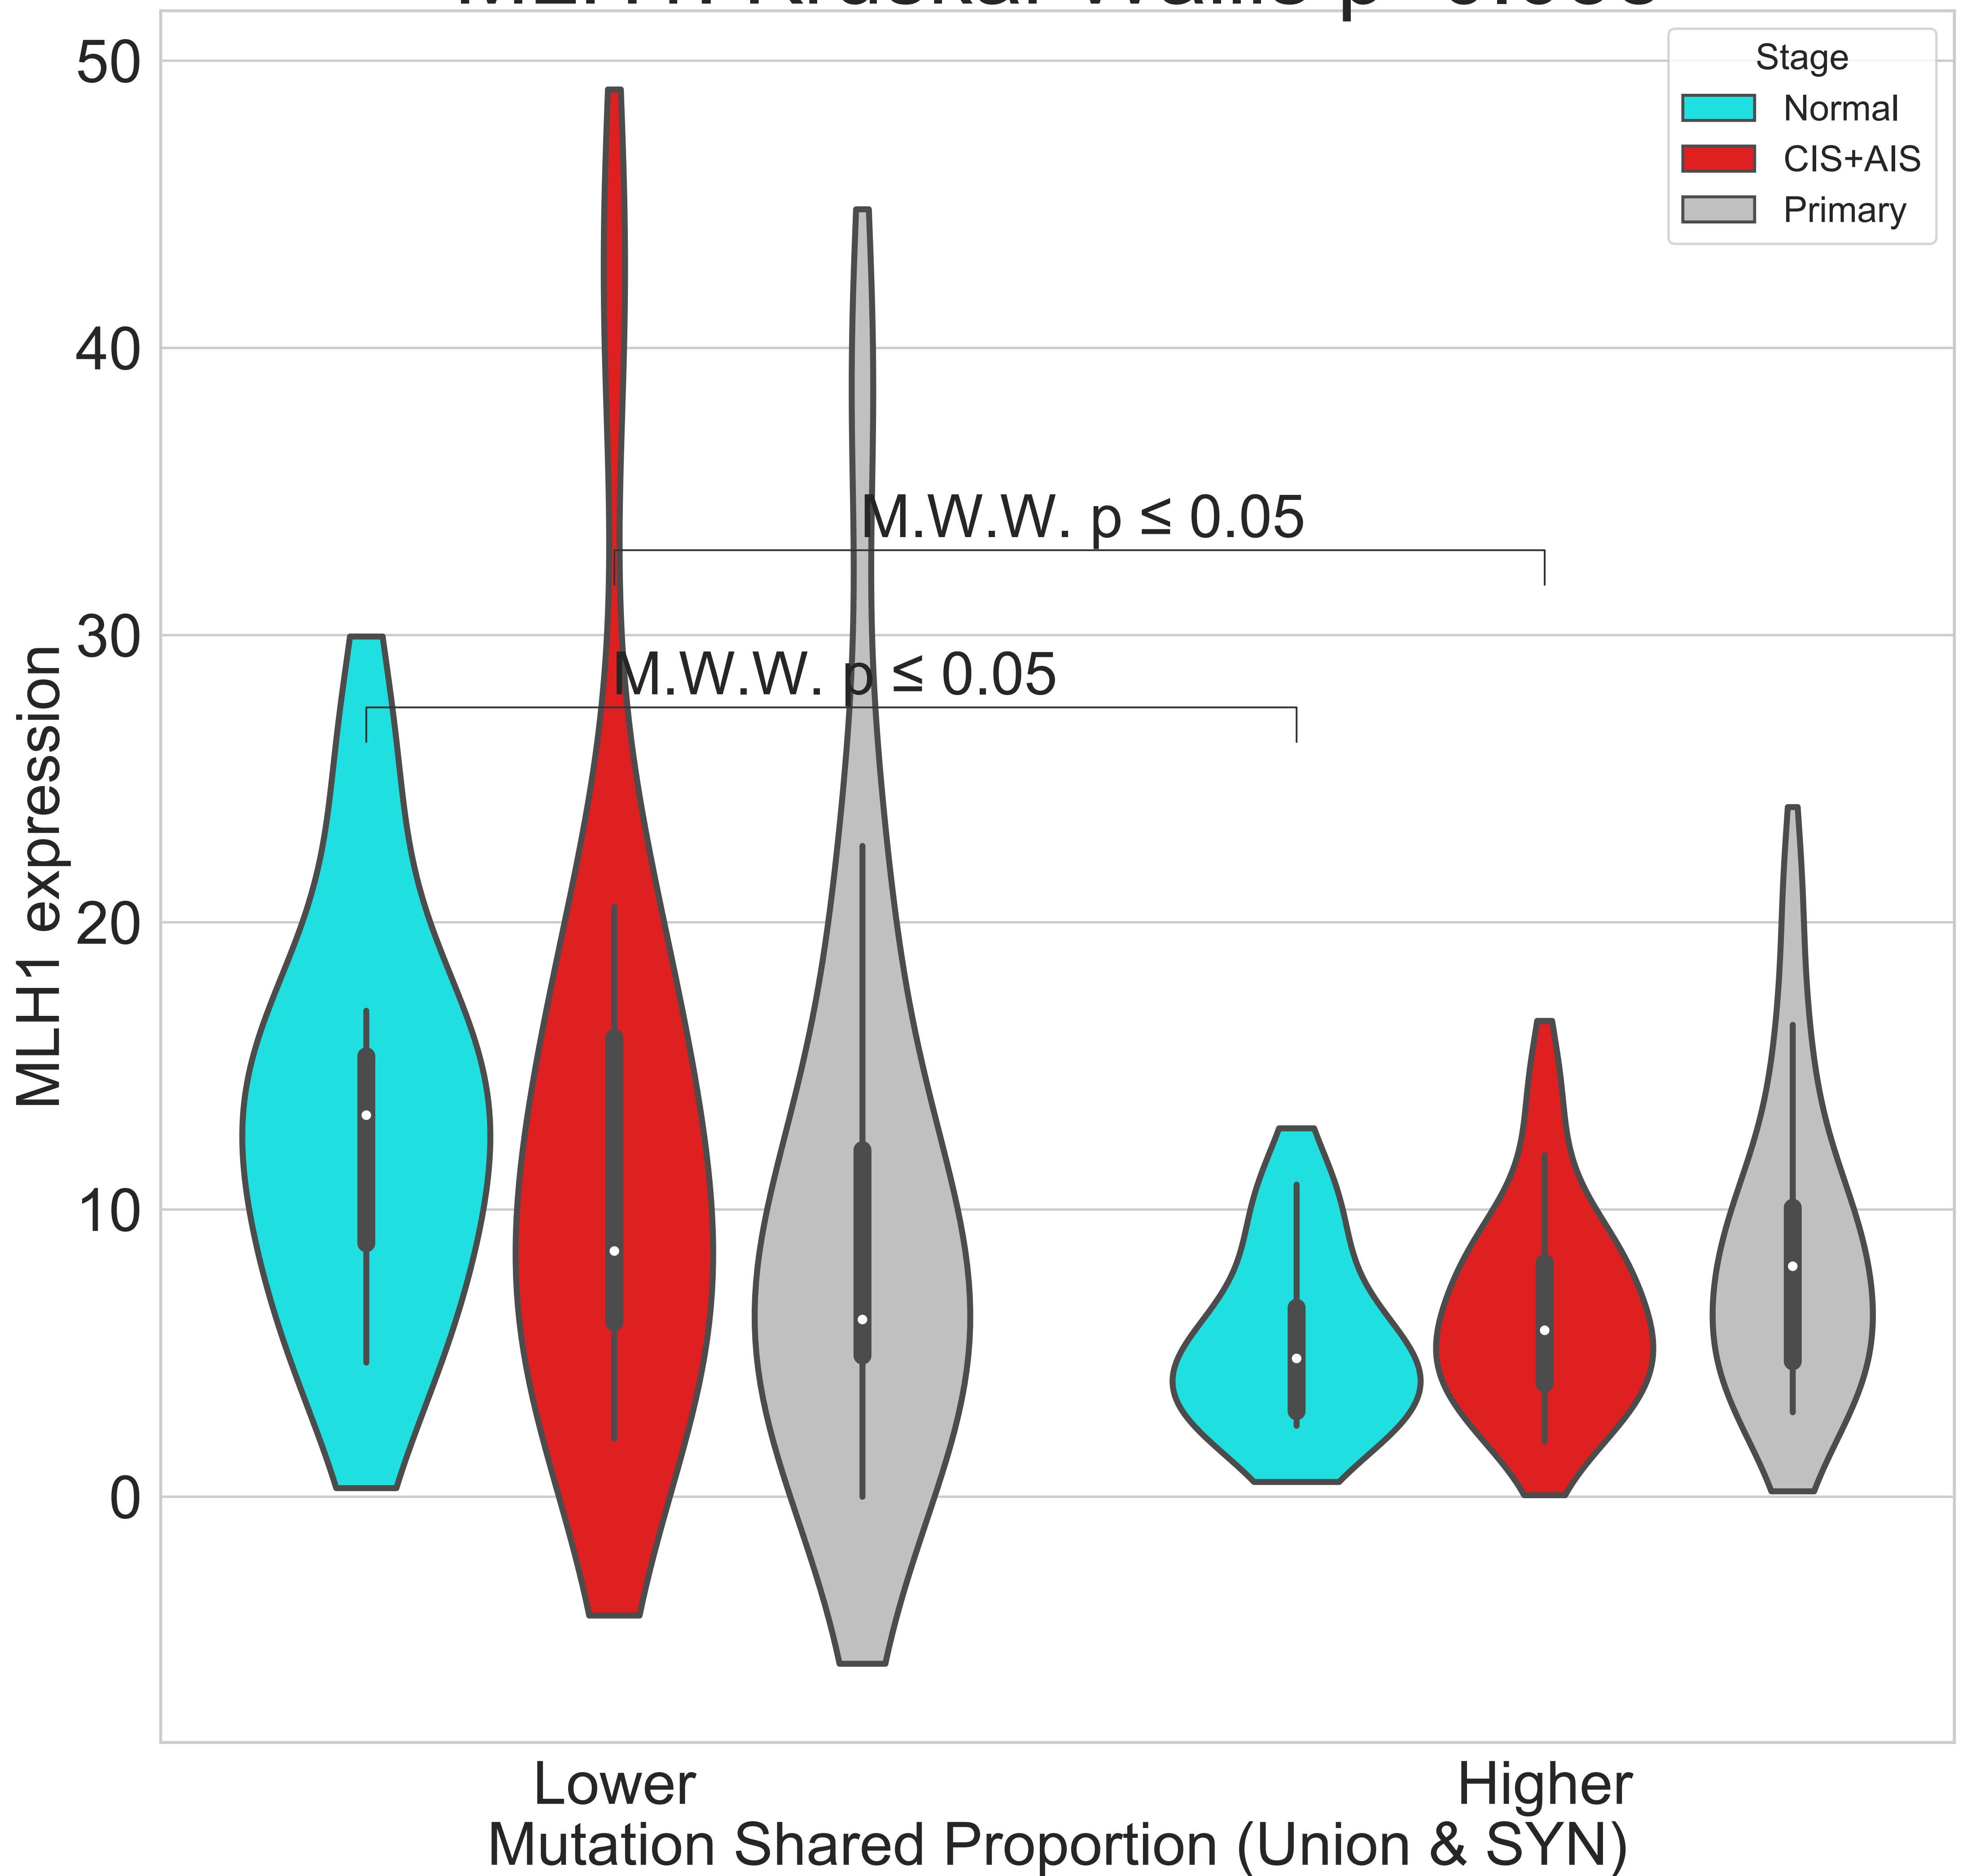 50
40
30
20
10
0
MLH1 expression
Stage
Normal
CIS+AIS
Primary
M.W.W. p ≤ 0.05
M.W.W. p ≤ 0.05
Lower
Higher
Mutation Shared Proportion (Union & SYN)